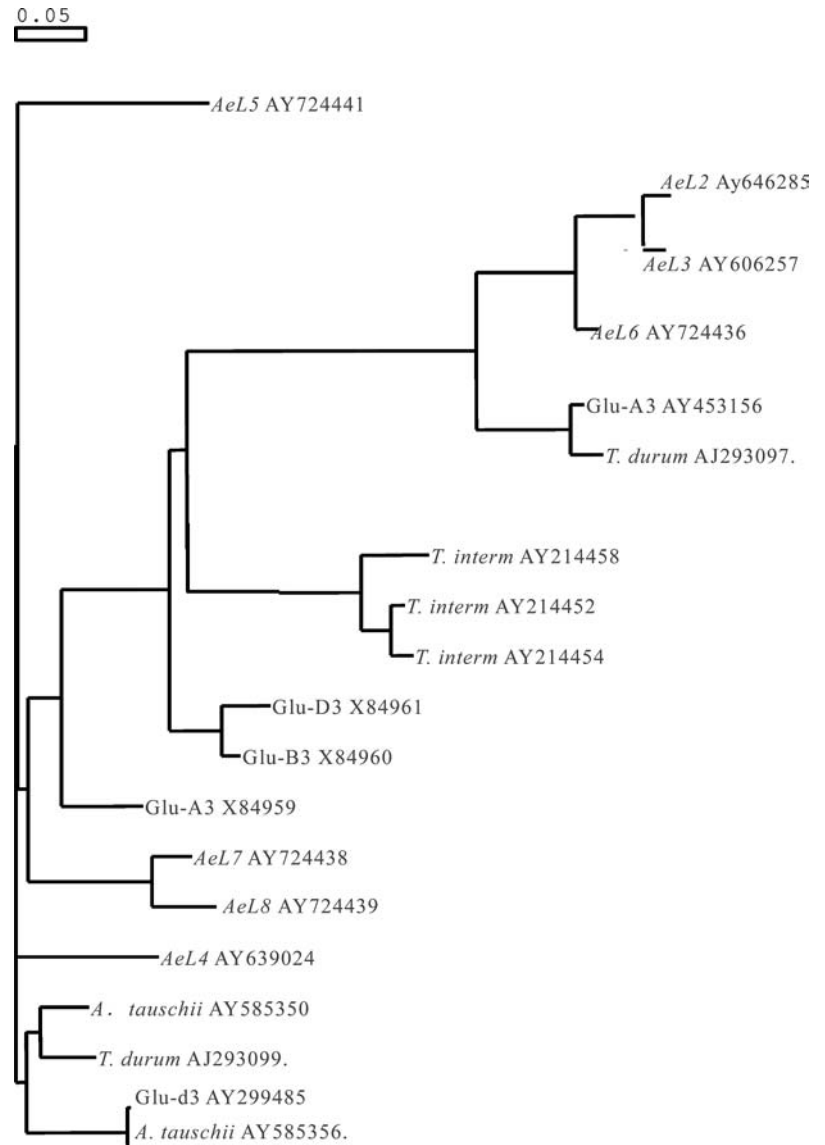 0.05
AeL5 AY724441
AeL2 Ay646285
AeL3 AY606257
AeL6 AY724436
Glu-A3 AY453156
T. durum AJ293097.
T. interm AY214458
T. interm AY214452
T. interm AY214454
Glu-D3 X84961
Glu-B3 X84960
Glu-A3 X84959
AeL7 AY724438
AeL8 AY724439
AeL4 AY639024
A. tauschii AY585350
T. durum AJ293099.
Glu-d3 AY299485
A. tauschii AY585356.